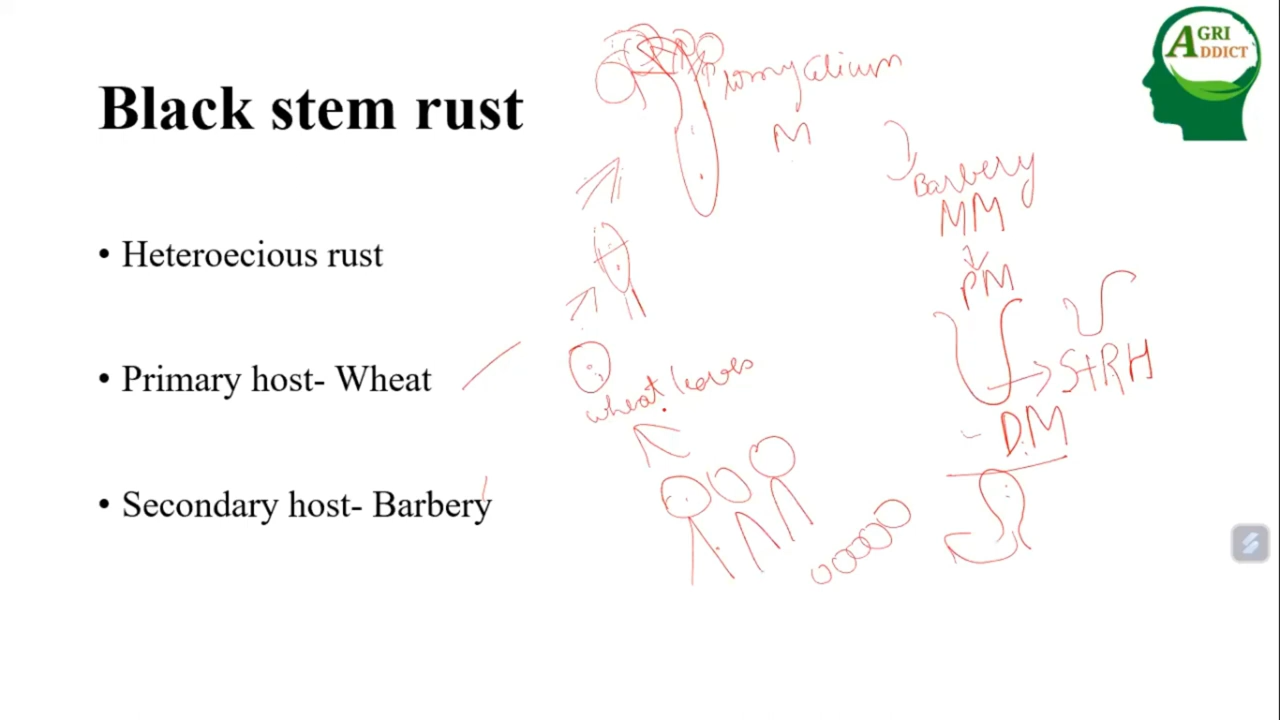 AGRI
ADDICT
Black stem rust
• Heteroecious rust
• Primary host- Wheat
• Secondary host- Barbery
M
Barbery
MM
PM
S+RH
wheat leaves
D.M